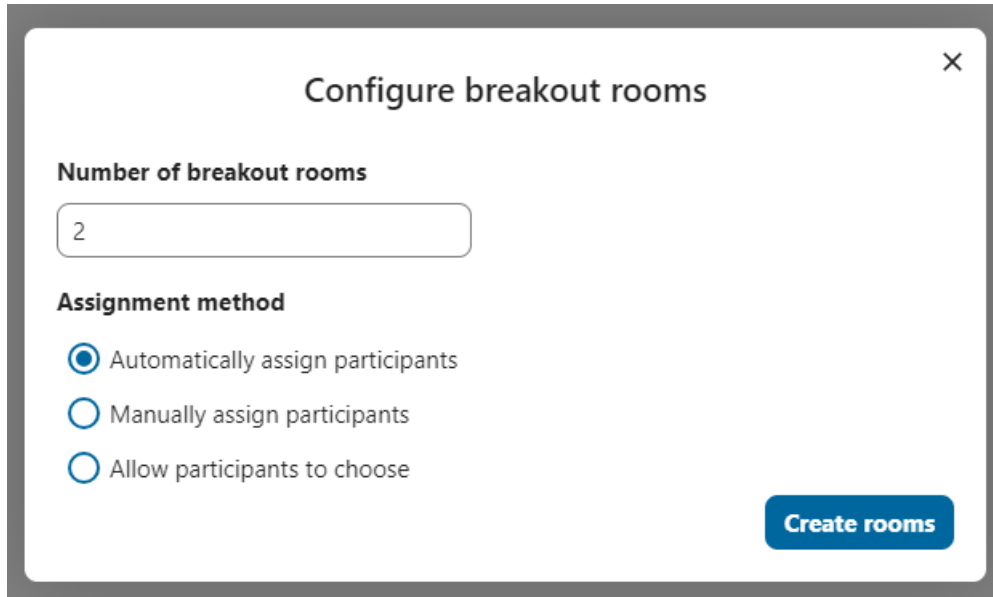 Configure breakout rooms
Number of breakout rooms
2
Assignment method
Automatically assign participants
Manually assign participants
Allow participants to choose
Create rooms